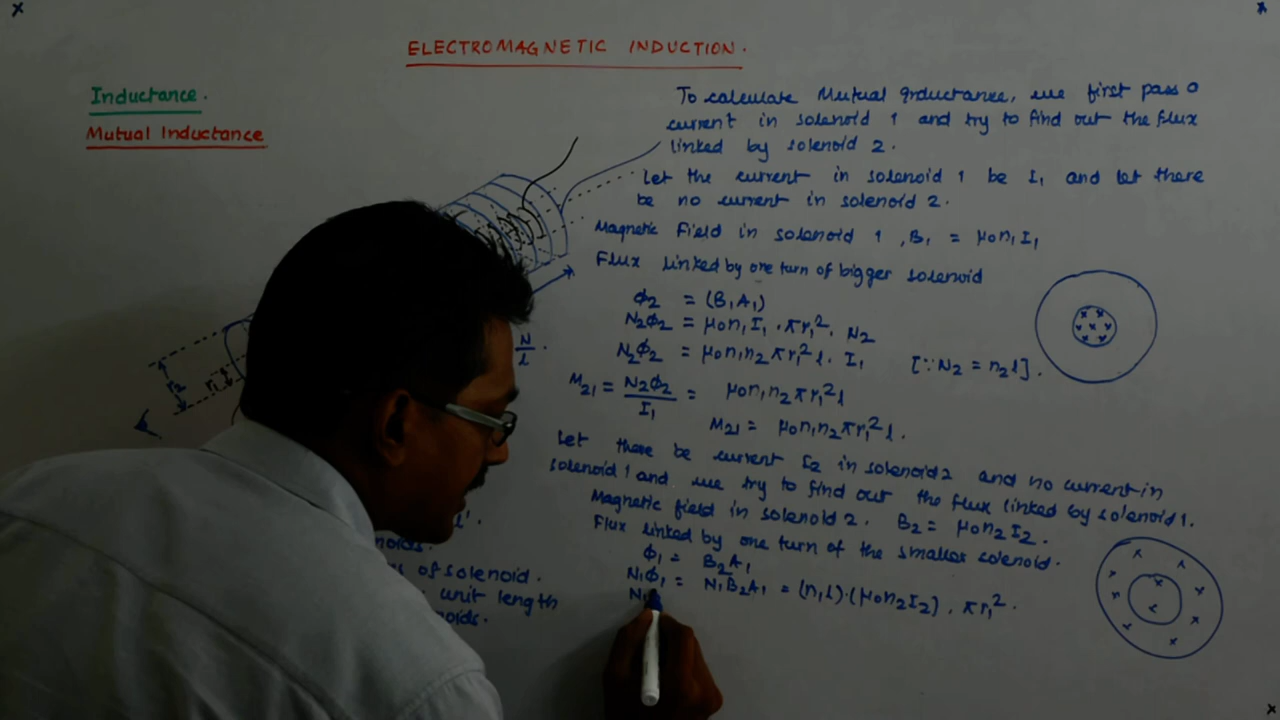 ELECTROMAGNETIC INDUCTION.
Inductance.
Mutual Inductance
To calculate Mutual Inductance, we first pass a
current in solenoid 1 and try to find out the flux
linked by solenoid 2.
Let the current in solenoid 1 be I₁ and let there
be no current in solenoid 2.
Magnetic Field in solenoid 1, B₁ = μ₀n₁I₁
Flux linked by one turn of bigger solenoid
ϕ₂ = (B₁A₁)
N₂ϕ₂ = μ₀n₁I₁ · πr₁². N₂
N₂ϕ₂ = μ₀n₁n₂πr₁²l. I₁ [∵N₂ = n₂l].
M₂₁ = N₂ϕ₂/I₁ = μ₀n₁n₂πr₁²l
M₂₁ = μ₀n₁n₂πr₁²l.
Let there be current I₂ in solenoid 2 and no current in
solenoid 1 and we try to find out the flux linked by solenoid 1.
Magnetic field in solenoid 2. B₂ = μ₀n₂I₂.
Flux linked by one turn of the smaller solenoid.
ϕ₁ = B₂A₁
N₁ϕ₁ = N₁B₂A₁ = (n₁l)·(μ₀n₂I₂). πr₁².
N₁
r₂
r₁
N/l.
l'.
noids.
of solenoid.
unit length
noids.